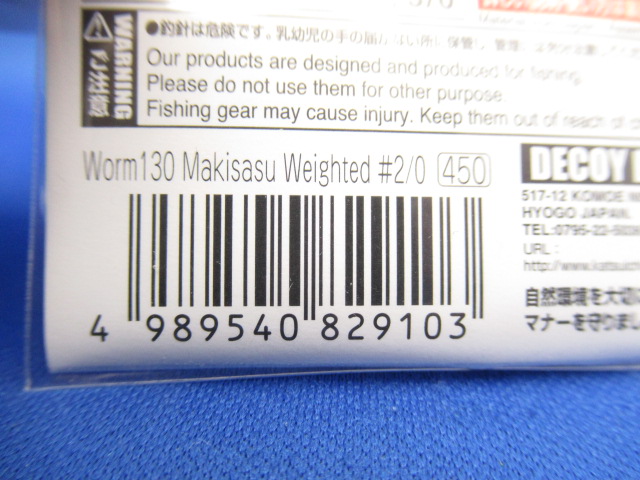 WARNING
●釣針は危険です。乳幼児の手の届かない所に保管し、管理
Our products are designed and produced for fishing.
Please do not use them for other purpose.
Fishing gear may cause injury. Keep them out of reach of
Worm130 Makisasu Weighted #2/0 450
DECOY
517-12
HYOGO JAPAN.
TEL:0795-22-
URL :
http://www.
自然環境を大切
マナーを守りま
4 989540 829103